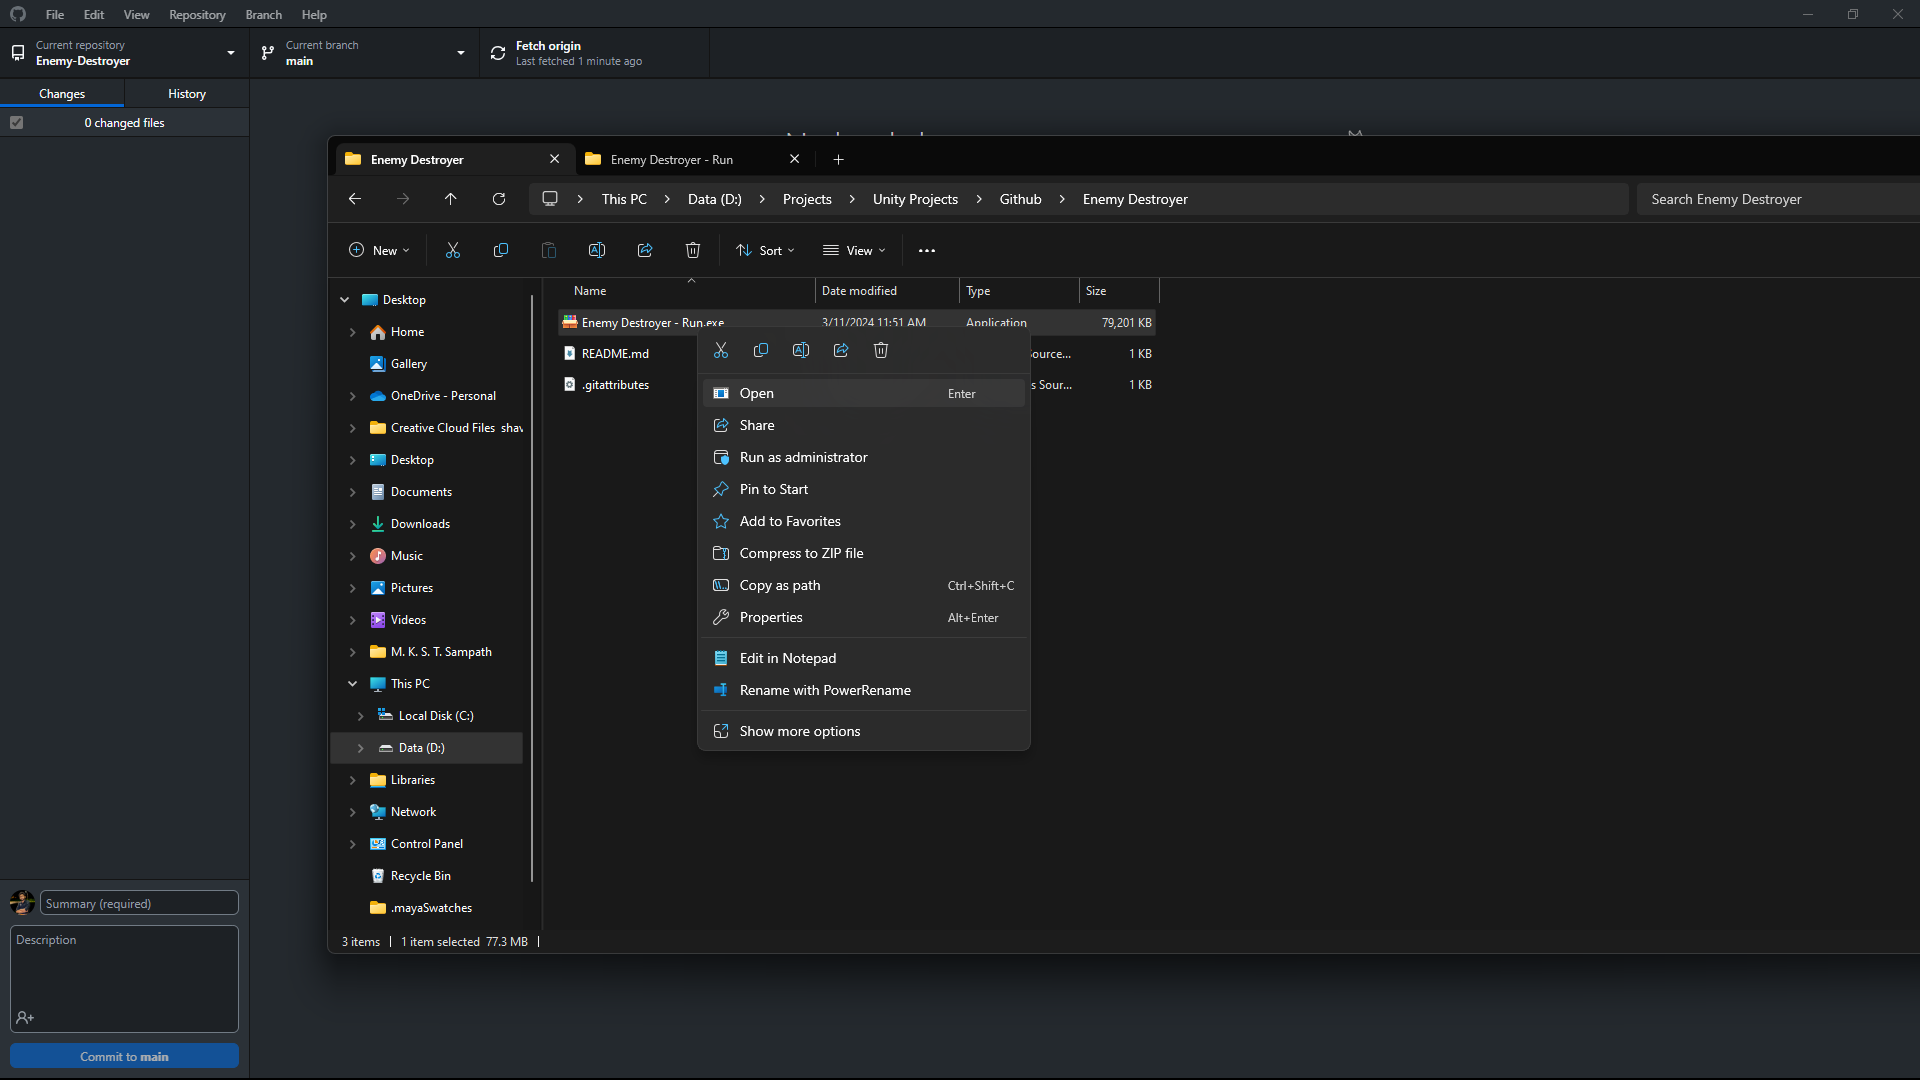 File Edit View Repository Branch Help
Current repository
Enemy-Destroyer
Current branch
main
Fetch origin
Last fetched 1 minute ago
Changes History
0 changed files
Enemy Destroyer
Enemy Destroyer - Run
This PC > Data (D:) > Projects > Unity Projects > Github > Enemy Destroyer
Search Enemy Destroyer
New Sort View
Name Date modified Type Size
Enemy Destroyer - Run.exe 3/11/2024 11:51 AM Application 79,201 KB
README.md ource... 1 KB
.gitattributes s Sour... 1 KB
Desktop
Home
Gallery
OneDrive - Personal
Creative Cloud Files shav
Desktop
Documents
Downloads
Music
Pictures
Videos
M. K. S. T. Sampath
This PC
Local Disk (C:)
Data (D:)
Libraries
Network
Control Panel
Recycle Bin
.mayaSwatches
Open Enter
Share
Run as administrator
Pin to Start
Add to Favorites
Compress to ZIP file
Copy as path Ctrl+Shift+C
Properties Alt+Enter
Edit in Notepad
Rename with PowerRename
Show more options
3 items 1 item selected 77.3 MB
Summary (required)
Description
Commit to main